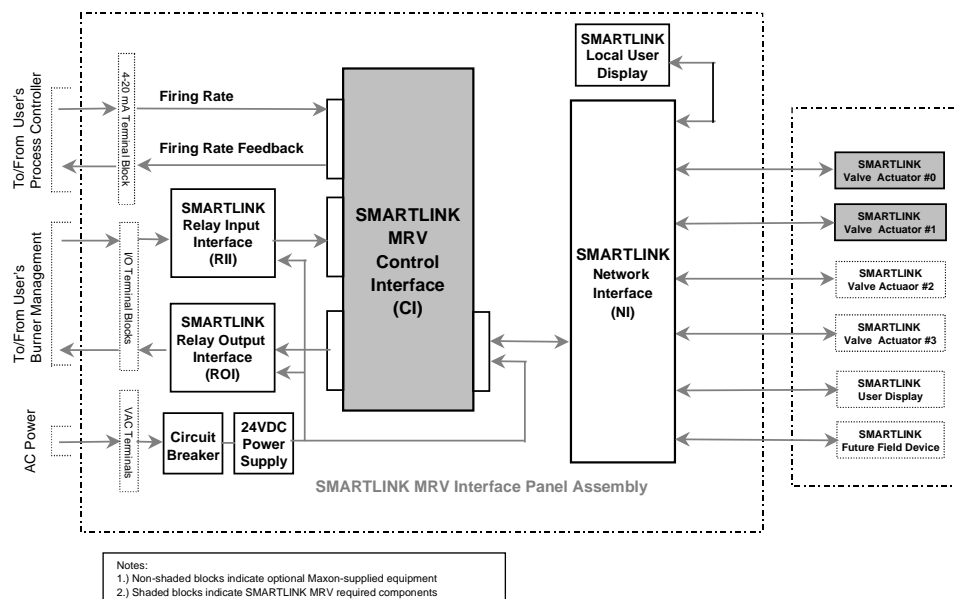 SMARTLINK
Local User
Display
To/From User's
Process Controller
4-20 mA Terminal Block
Firing Rate
Firing Rate Feedback
To/From User's
Burner Management
I/O Terminal Blocks
SMARTLINK
Relay Input
Interface
(RII)
SMARTLINK
Relay Output
Interface
(ROI)
AC Power
VAC Terminals
Circuit
Breaker
24VDC
Power
Supply
SMARTLINK
MRV
Control
Interface
(CI)
SMARTLINK
Network
Interface
(NI)
SMARTLINK MRV Interface Panel Assembly
SMARTLINK
Valve Actuator #0
SMARTLINK
Valve Actuator #1
SMARTLINK
Valve Actuaor #2
SMARTLINK
Valve Actuator #3
SMARTLINK
User Display
SMARTLINK
Future Field Device
Notes:
1.) Non-shaded blocks indicate optional Maxon-supplied equipment
2.) Shaded blocks indicate SMARTLINK MRV required components